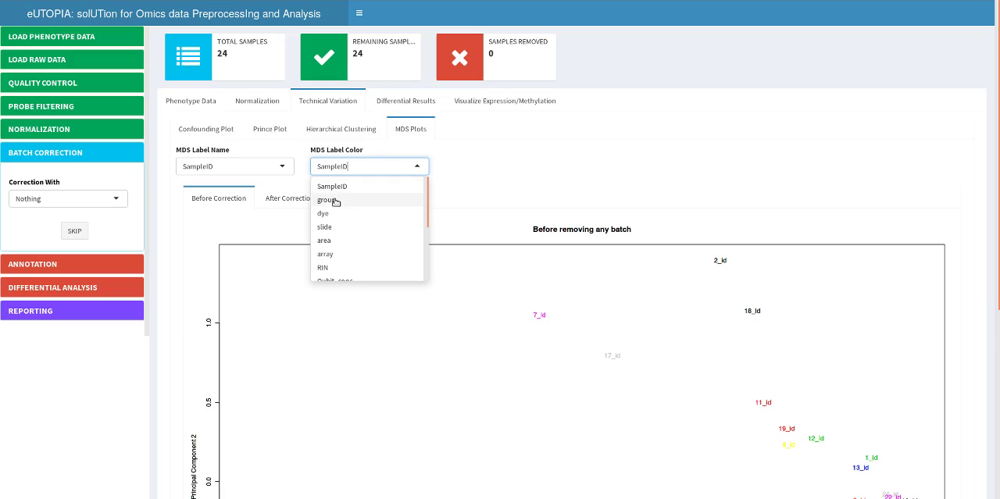 eUTOPIA: solUTion for Omics data PreprocessIng and Analysis
LOAD PHENOTYPE DATA
LOAD RAW DATA
QUALITY CONTROL
PROBE FILTERING
NORMALIZATION
BATCH CORRECTION
Correction With
Nothing
SKIP
ANNOTATION
DIFFERENTIAL ANALYSIS
REPORTING
TOTAL SAMPLES
24
REMAINING SAMPL...
24
SAMPLES REMOVED
0
Phenotype Data Normalization Technical Variation Differential Results Visualize Expression/Methylation
Confounding Plot Prince Plot Hierarchical Clustering MDS Plots
MDS Label Name
SampleID
MDS Label Color
SampleID
SampleID
group
dye
slide
area
array
RIN
Qubit_conc
Before Correction After Correctio
Before removing any batch
2_id
18_id
7_id
17_id
11_id
19_id
12_id
1_id
13_id
22_id
1.0
0.5
0.0
Principal Component 2